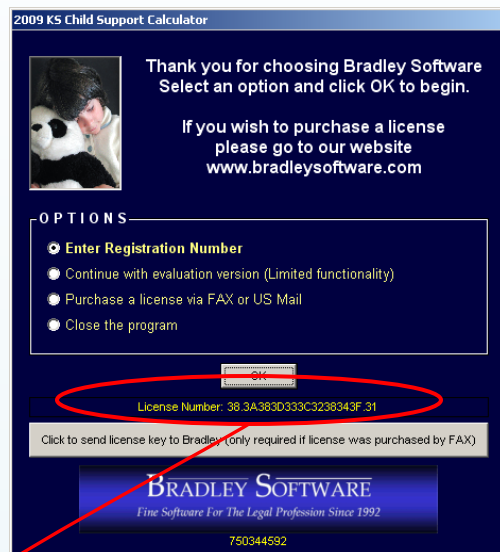 2009 KS Child Support Calculator
Thank you for choosing Bradley Software
Select an option and click OK to begin.
If you wish to purchase a license
please go to our website
www.bradleysoftware.com
OPTIONS
Enter Registration Number
Continue with evaluation version (Limited functionality)
Purchase a license via FAX or US Mail
Close the program
OK
License Number: 38.3A383D333C3238343F.31
Click to send license key to Bradley (only required if license was purchased by FAX)
BRADLEY SOFTWARE
Fine Software For The Legal Profession Since 1992
750344592